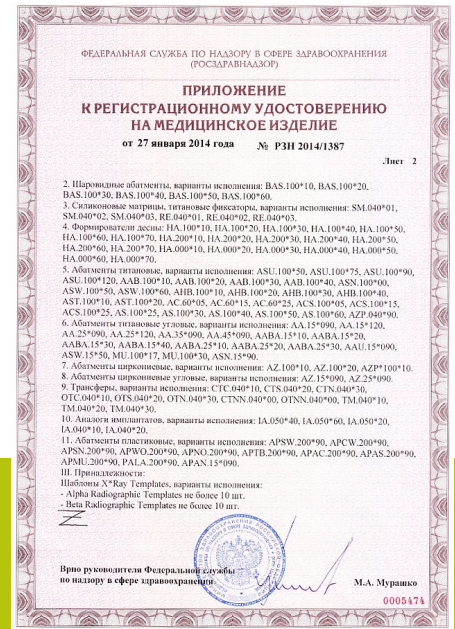 ФЕДЕРАЛЬНАЯ СЛУЖБА ПО НАДЗОРУ В СФЕРЕ ЗДРАВООХРАНЕНИЯ
(РОСЗДРАВНАДЗОР)
ПРИЛОЖЕНИЕ
К РЕГИСТРАЦИОННОМУ УДОСТОВЕРЕНИЮ
НА МЕДИЦИНСКОЕ ИЗДЕЛИЕ
от 27 января 2014 года № РЗН 2014/1387
Лист 2
2. Шаровидные абатменты, варианты исполнения: BAS.100*10, BAS.100*20,
BAS.100*30, BAS.100*40, BAS.100*50, BAS.100*60.
3. Силиконовые матрицы, титановые фиксаторы, варианты исполнения: SM.040*01,
SM.040*02, SM.040*03, RE.040*01, RE.040*02, RE.040*03.
4. Формирователи десны: HA.100*10, HA.100*20, HA.100*30, HA.100*40, HA.100*50,
HA.100*60, HA.100*70, HA.200*10, HA.200*20, HA.200*30, HA.200*40, HA.200*50,
HA.200*60, HA.200*70, HA.000*10, HA.000*20, HA.000*30, HA.000*40, HA.000*50,
HA.000*60, HA.000*70.
5. Абатменты титановые, варианты исполнения: ASU.100*50, ASU.100*75, ASU.100*90,
ASU.100*120, AAB.100*10, AAB.100*20, AAB.100*30, AAB.100*40, ASN.100*00,
ASW.100*50, ASW.100*60, AHB.100*10, AHB.100*20, AHB.100*30, AHB.100*40,
AST.100*10, AST.100*20, AC.60*05, AC.60*15, AC.60*25, ACS.100*05, ACS.100*15,
ACS.100*25, AS.100*25, AS.100*30, AS.100*40, AS.100*50, AS.100*60, AZP.040*90.
6. Абатменты титановые угловые, варианты исполнения: AA.15*090, AA.15*120,
AA.25*090, AA.25*120, AA.35*090, AA.45*090, AABA.15*10, AABA.15*20,
AABA.15*30, AABA.15*40, AABA.25*10, AABA.25*20, AABA.25*30, AAU.15*090,
ASW.15*50, MU.100*17, MU.100*30, ASN.15*90.
7. Абатменты циркониевые, варианты исполнения: AZ.100*10, AZ.100*20, AZP*100*10.
8. Абатменты циркониевые угловые, варианты исполнения: AZ.15*090, AZ.25*090.
9. Трансферы, варианты исполнения: CTC.040*10, CTS.040*20, CTN.040*30,
OTC.040*10, OTS.040*20, OTN.040*30, CTNN.040*00, OTNN.040*00, TM.040*10,
TM.040*20, TM.040*30.
10. Аналоги имплантатов, варианты исполнения: IA.050*40, IA.050*60, IA.050*20,
IA.040*10, IA.040*20.
11. Абатменты пластиковые, варианты исполнения: APSW.200*90, APCW.200*90,
APSN.200*90, APWO.200*90, APNO.200*90, APTB.200*90, APAC.200*90, APAS.200*90,
APMU.200*90, PALA.200*90, APAN.15*090.
III. Принадлежности:
Шаблоны X*Ray Templates, варианты исполнения:
- Alpha Radiographic Templates не более 10 шт.
- Beta Radiographic Templates не более 10 шт.
Врио руководителя Федеральной службы
по надзору в сфере здравоохранения
М.А. Мурашко
0005474